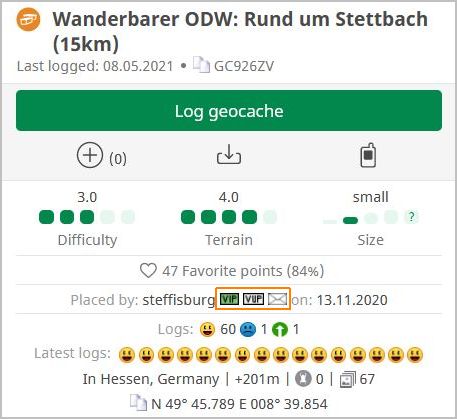 Wanderbarer ODW: Rund um Stettbach
(15km)
Last logged: 08.05.2021 • GC926ZV
Log geocache
(0)
3.0 4.0 small
?
Difficulty Terrain Size
47 Favorite points (84%)
Placed by: steffisburg VIP VUP on: 13.11.2020
Logs: 60 1 1
Latest logs:
In Hessen, Germany | +201m | 0 | 67
N 49° 45.789 E 008° 39.854